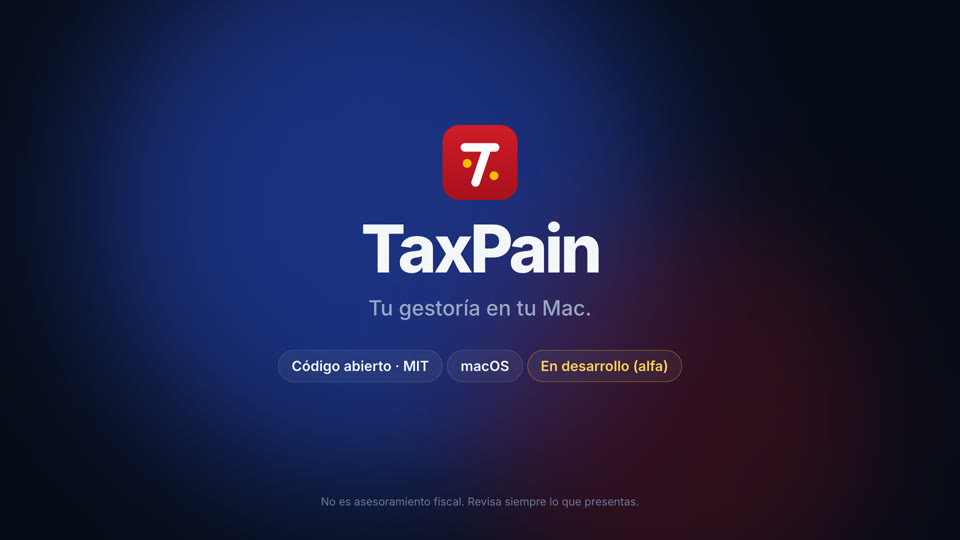 TaxPain
Tu gestoría en tu Mac.
Código abierto · MIT
macOS
En desarrollo (alfa)
No es asesoramiento fiscal. Revisa siempre lo que presentas.